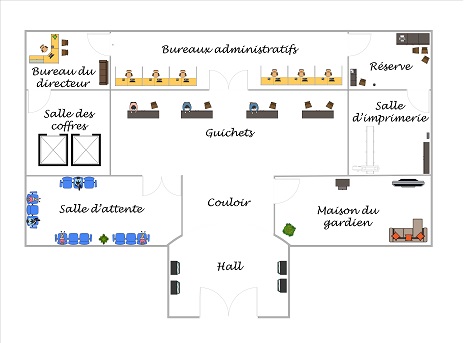 Bureaux administratifs
Bureau du
directeur
Réserve
Salle des
coffres
Guichets
Salle
d'imprimerie
Salle d'attente
Couloir
Maison du
gardien
Hall